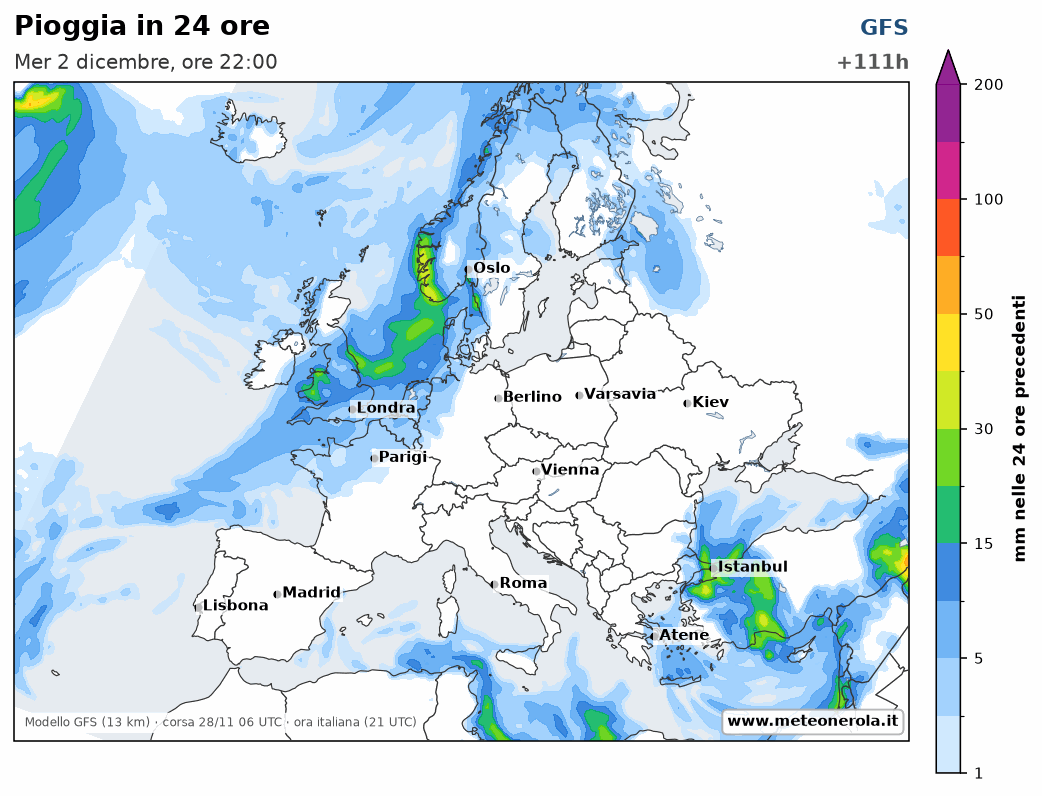 Pioggia in 24 ore
GFS
Mer 2 dicembre, ore 22:00
+111h
200
100
50
30
15
5
1
mm nelle 24 ore precedenti
Oslo
Berlino
Varsavia
Kiev
Londra
Parigi
Vienna
Istanbul
Roma
Madrid
Lisbona
Atene
Modello GFS (13 km) · corsa 28/11 06 UTC · ora italiana (21 UTC)
www.meteonerola.it